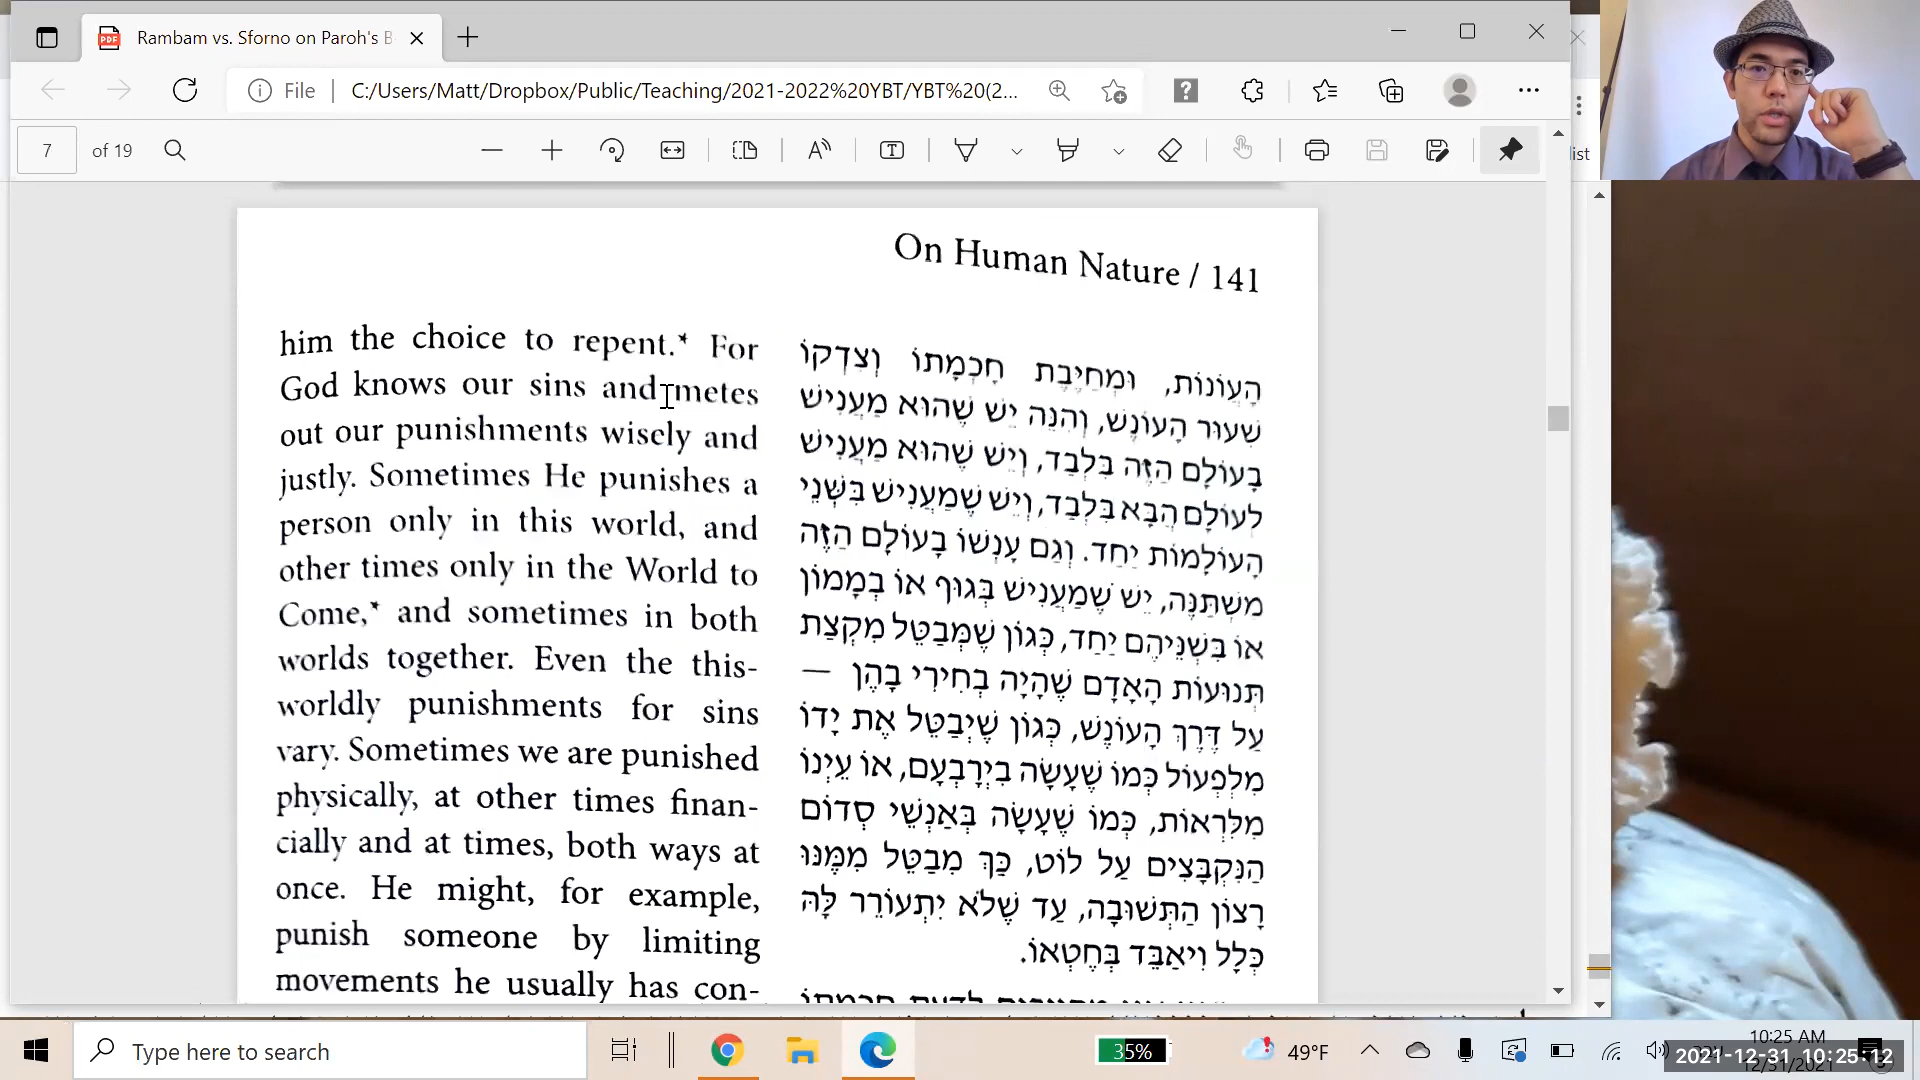 Rambam vs. Sforno on Paroh's B
File
C:/Users/Matt/Dropbox/Public/Teaching/2021-2022%20YBT/YBT%20(2...
7 of 19
list
On Human Nature / 141
him the choice to repent.* For
God knows our sins and metes
out our punishments wisely and
justly. Sometimes He punishes a
person only in this world, and
other times only in the World to
Come,* and sometimes in both
worlds together. Even the this-
worldly punishments for sins
vary. Sometimes we are punished
physically, at other times finan-
cially and at times, both ways at
once. He might, for example,
punish someone by limiting
movements he usually has con-
הָעֲוֹנוֹת, וּמְחַיֶּיבֶת חָכְמָתוֹ וְצִדְקוֹ
שִׁעוּר הָעוֹנֶשׁ, וְהִנֵּה יֵשׁ שֶׁהוּא מַעֲנִישׁ
בָּעוֹלָם הַזֶּה בִּלְבַד, וְיֵשׁ שֶׁהוּא מַעֲנִישׁ
לְעוֹלָם הַבָּא בִּלְבַד, וְיֵשׁ שֶׁמַּעֲנִישׁ בִּשְׁנֵי
הָעוֹלָמוֹת יַחַד. וְגַם עָנְשׁוֹ בָּעוֹלָם הַזֶּה
מִשְׁתַּנֶּה, יֵשׁ שֶׁמַּעֲנִישׁ בְּגוּף אוֹ בְמָמוֹן
אוֹ בִּשְׁנֵיהֶם יַחַד, כְּגוֹן שֶׁמְּבַטֵּל מִקְצַת
תְּנוּעוֹת הָאָדָם שֶׁהָיָה בְחִירִי בָהֶן —
עַל דֶּרֶךְ הָעוֹנֶשׁ, כְּגוֹן שֶׁיְּבַטֵּל אֶת יָדוֹ
מִלִּפְעוֹל כְּמוֹ שֶׁעָשָׂה בְיָרָבְעָם, אוֹ עֵינוֹ
מִלִּרְאוֹת, כְּמוֹ שֶׁעָשָׂה בְּאַנְשֵׁי סְדוֹם
הַנִּקְבָּצִים עַל לוֹט, כַּךְ מְבַטֵּל מִמֶּנּוּ
רָצוֹן הַתְּשׁוּבָה, עַד שֶׁלֹּא יִתְעוֹרֵר לָהּ
כְּלָל וִיאַבֵּד בְּחֶטְאוֹ.
Type here to search
35%
49°F
10:25 AM
12/31/2021
2021-12-31 10:25:12